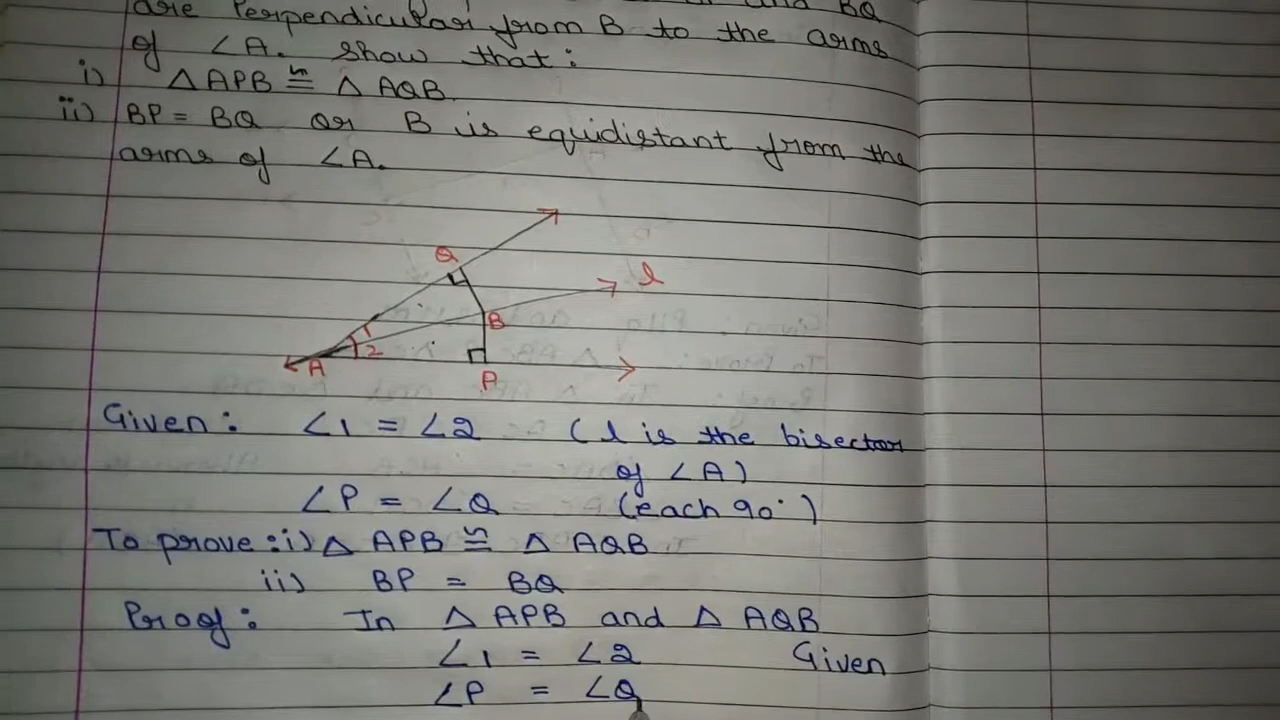 are Perpendicular from B to the arms
and BQ
of ∠A. show that:
i) △APB ≅ △AQB
ii) BP = BQ or B is equidistant from the
arms of ∠A.
Q
l
1
B
2
A
P
Given: ∠1 = ∠2 (l is the bisector
of ∠A)
∠P = ∠Q (each 90°)
To prove: i) △ APB ≅ △ AQB
ii) BP = BQ
Proof: In △ APB and △ AQB
∠1 = ∠2 Given
∠P = ∠Q